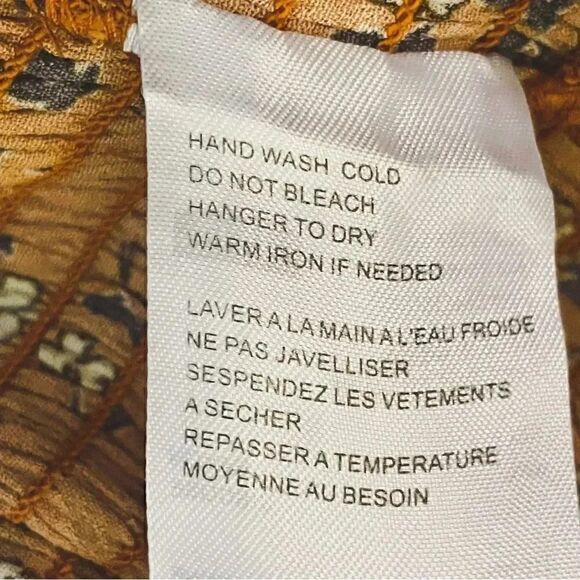 HAND WASH COLD
DO NOT BLEACH
HANGER TO DRY
WARM IRON IF NEEDED
LAVER A LA MAIN A L'EAU FROIDE
NE PAS JAVELLISER
SESPENDEZ LES VETEMENTS
A SECHER
REPASSER A TEMPERATURE
MOYENNE AU BESOIN